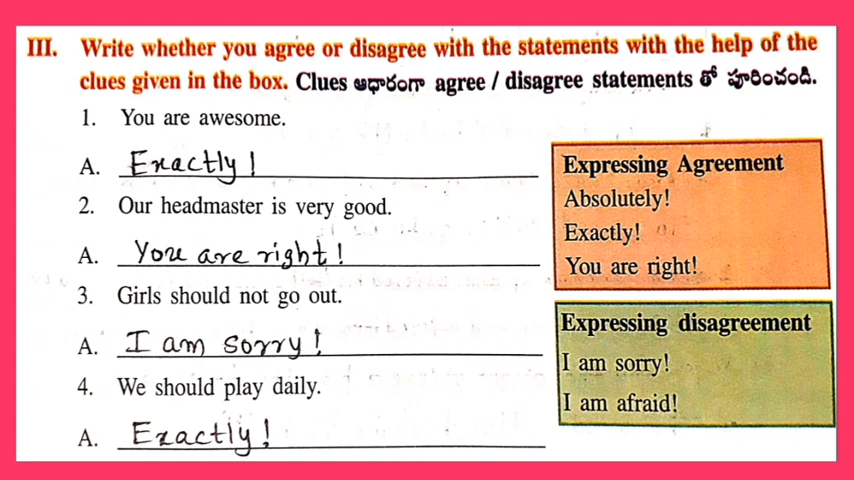 III. Write whether you agree or disagree with the statements with the help of the
clues given in the box. Clues ఆధారంగా agree / disagree statements తో పూరించండి.
1. You are awesome.
A. Exactly!
2. Our headmaster is very good.
A. You are right!
3. Girls should not go out.
A. I am sorry!
4. We should play daily.
A. Exactly!
Expressing Agreement
Absolutely!
Exactly!
You are right!
Expressing disagreement
I am sorry!
I am afraid!